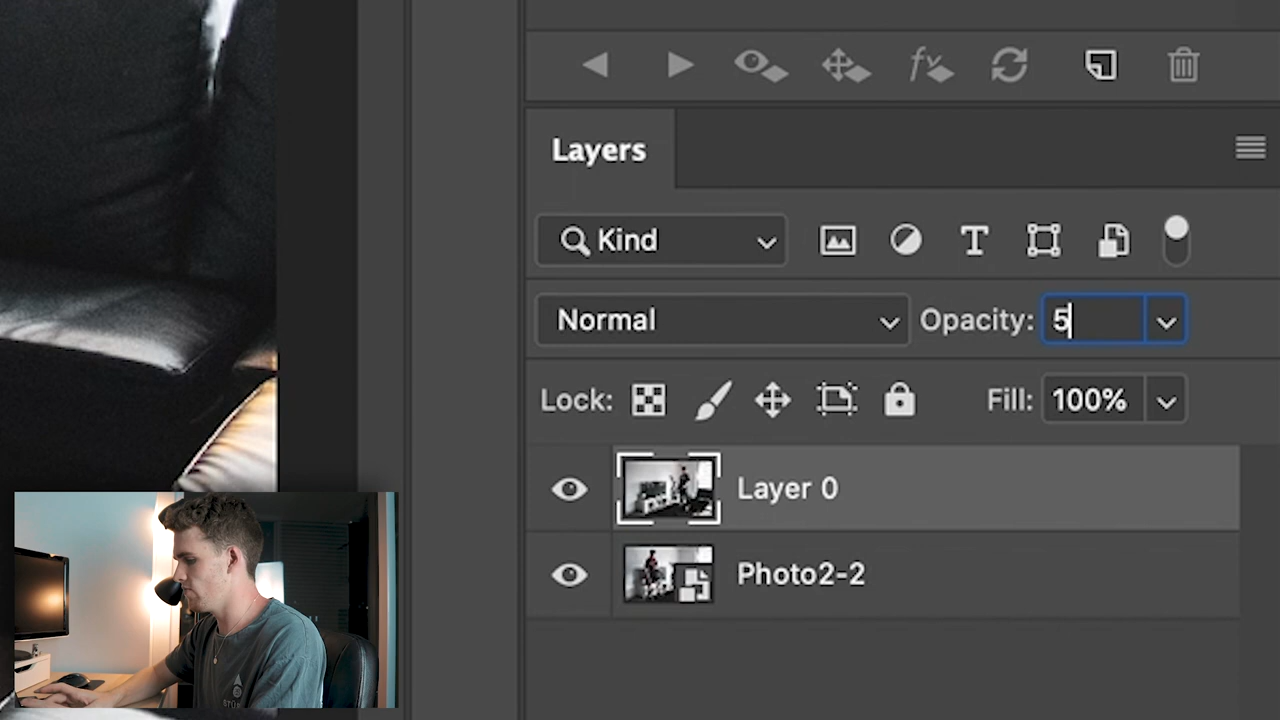 Layers
Kind
Normal Opacity: 5
Lock: Fill: 100%
Layer 0
Photo2-2